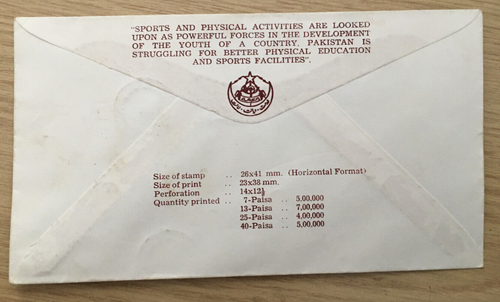 "SPORTS AND PHYSICAL ACTIVITIES ARE LOOKED
UPON AS POWERFUL FORCES IN THE DEVELOPMENT
OF THE YOUTH OF A COUNTRY, PAKISTAN IS
STRUGGLING FOR BETTER PHYSICAL EDUCATION
AND SPORTS FACILITIES".
Size of stamp .. 26x41 mm. (Horizontal Format)
Size of print .. 23x38 mm.
Perforation .. 14x12½
Quantity printed .. 7-Paisa .. 5,00,000
13-Paisa .. 7,00,000
25-Paisa .. 4,00,000
40-Paisa .. 5,00,000